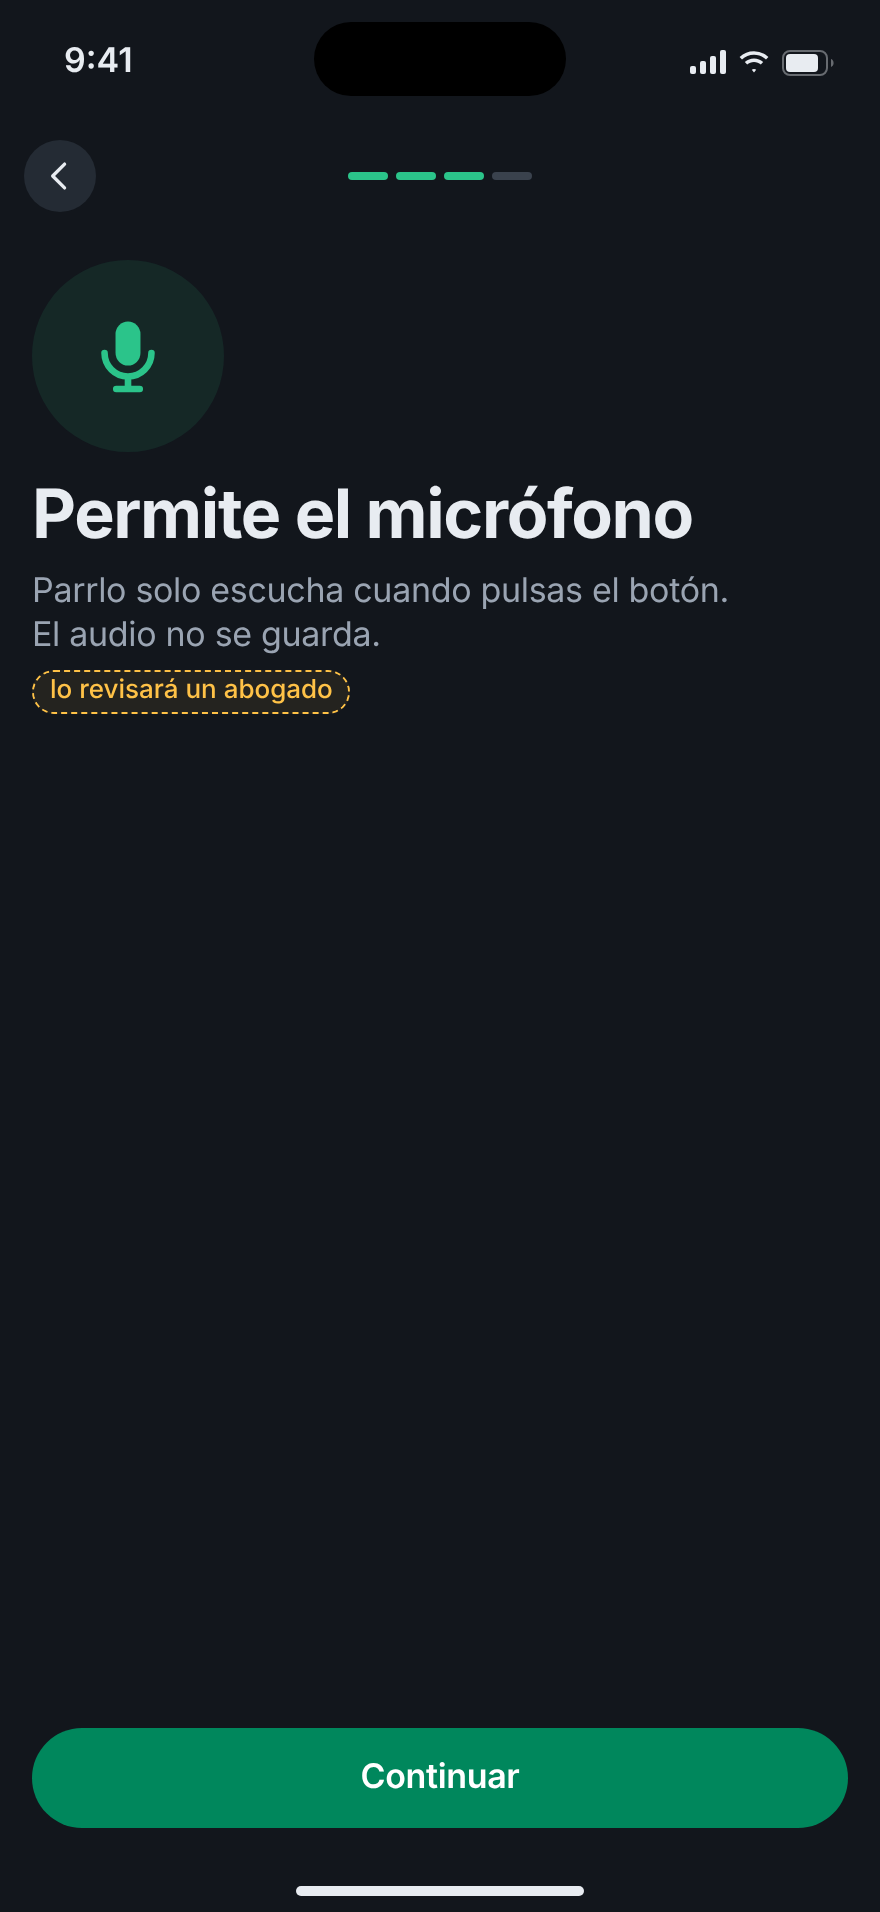 9:41
Permite el micrófono
Parrlo solo escucha cuando pulsas el botón.
El audio no se guarda.
lo revisará un abogado
Continuar